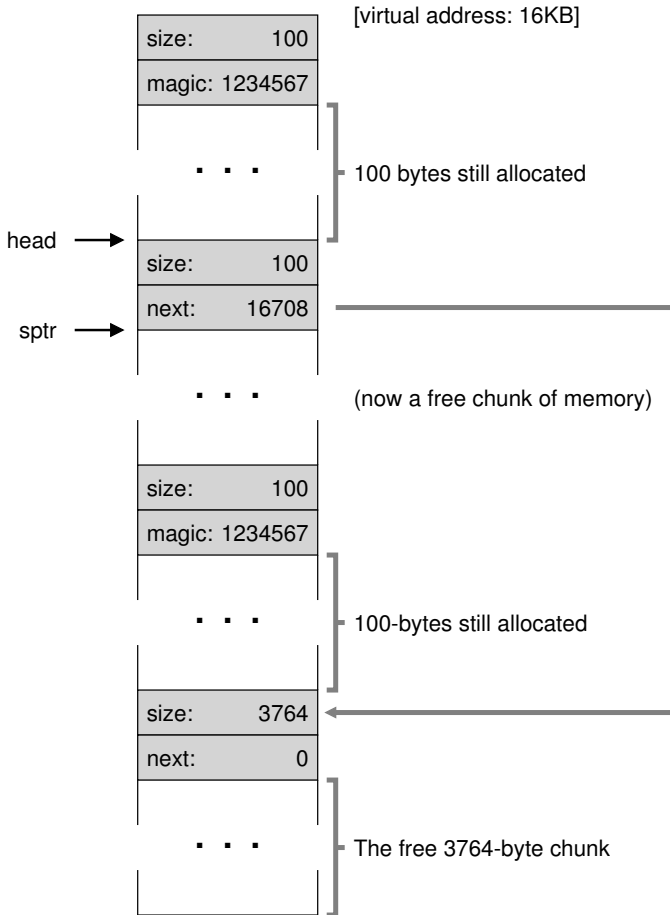 [virtual address: 16KB]
size: 100
magic: 1234567
. . .
100 bytes still allocated
head
size: 100
next: 16708
sptr
. . .
(now a free chunk of memory)
size: 100
magic: 1234567
. . .
100-bytes still allocated
size: 3764
next: 0
. . .
The free 3764-byte chunk